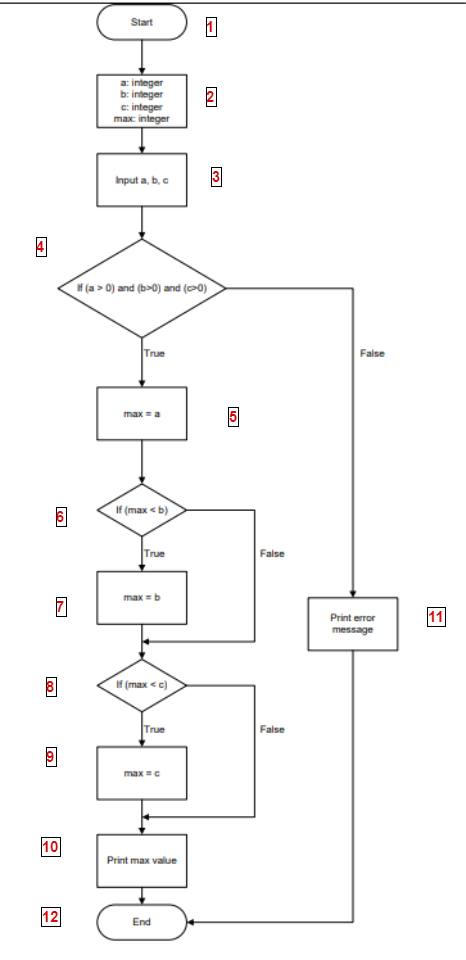 Start
1
a: integer
b: integer
c: integer
max: integer
2
Input a, b, c
3
4
If (a > 0) and (b>0) and (c>0)
True
False
max = a
5
6
If (max < b)
True
False
7
max = b
Print error
message
11
8
If (max < c)
True
False
9
max = c
10
Print max value
12
End